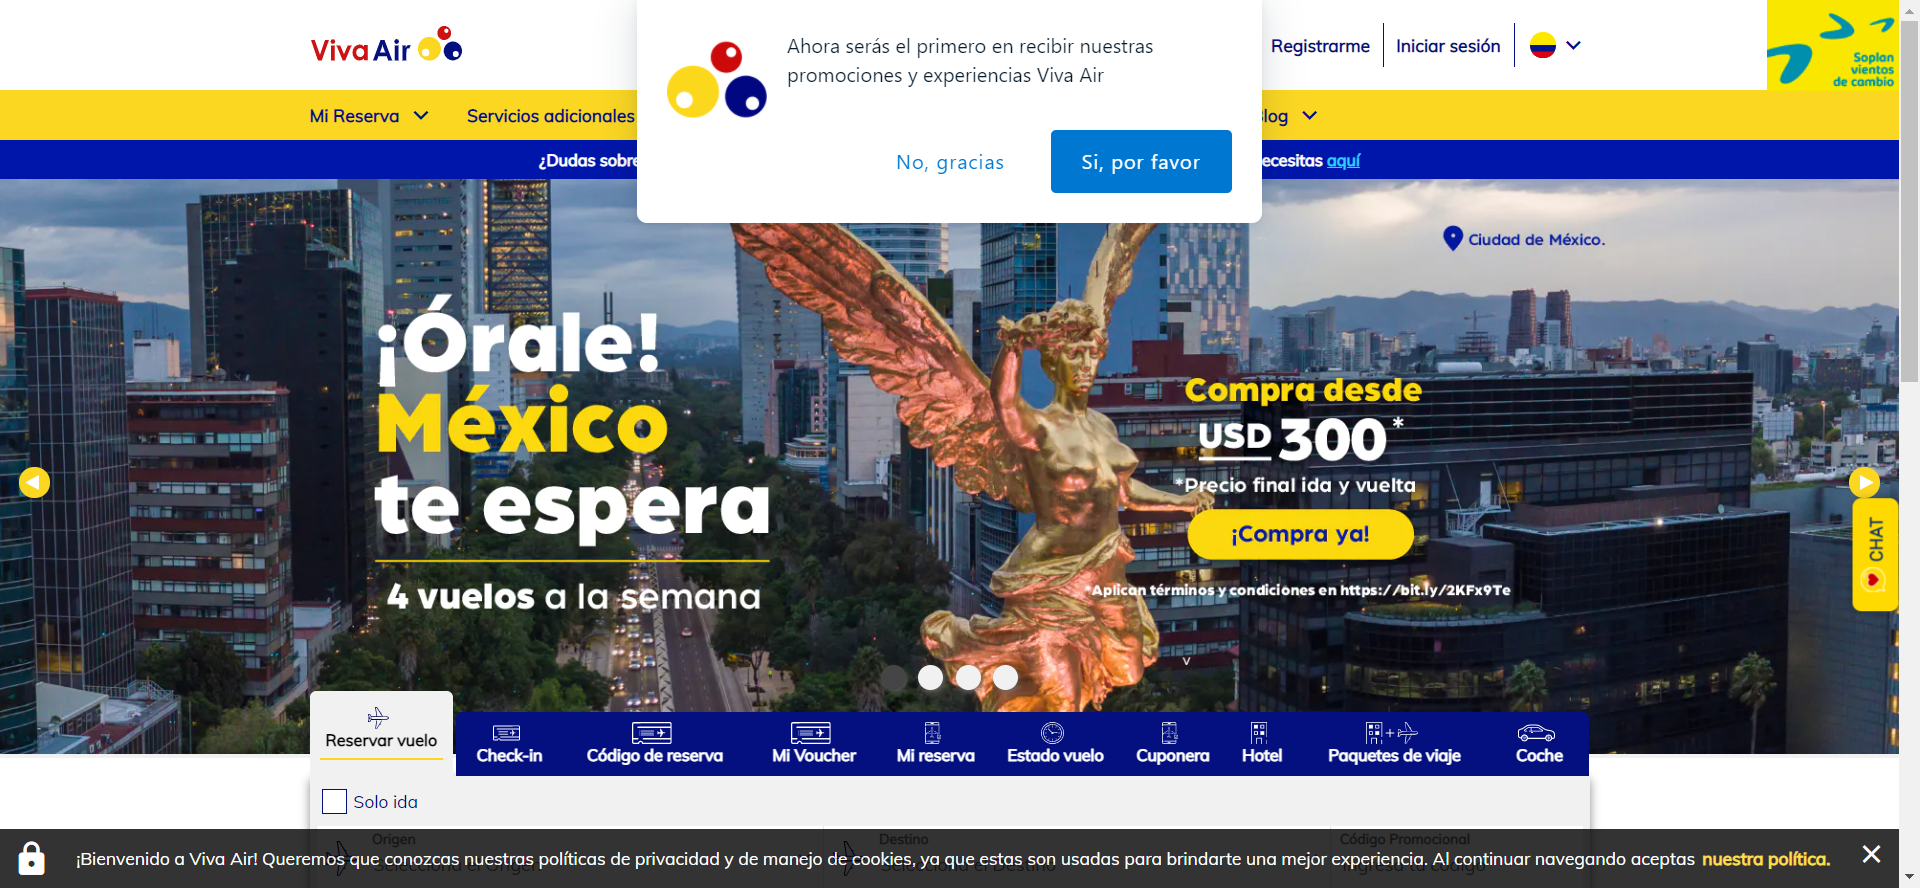 Viva Air
Ahora serás el primero en recibir nuestras
promociones y experiencias Viva Air
No, gracias
Si, por favor
Registrarme
Iniciar sesión
Soplan
vientos
de cambio
Mi Reserva
Servicios adicionales
log
¿Dudas sobre
ecesitas aquí
Ciudad de México.
¡Órale!
México
te espera
4 vuelos a la semana
Compra desde
USD 300*
*Precio final ida y vuelta
¡Compra ya!
*Aplican términos y condiciones en https://bit.ly/2KFx9Te
CHAT
v
Reservar vuelo
Check-in
Código de reserva
Mi Voucher
Mi reserva
Estado vuelo
Cuponera
Hotel
Paquetes de viaje
Coche
Solo ida
Origen
Destino
Código Promocional
¡Bienvenido a Viva Air! Queremos que conozcas nuestras políticas de privacidad y de manejo de cookies, ya que estas son usadas para brindarte una mejor experiencia. Al continuar navegando aceptas nuestra política.